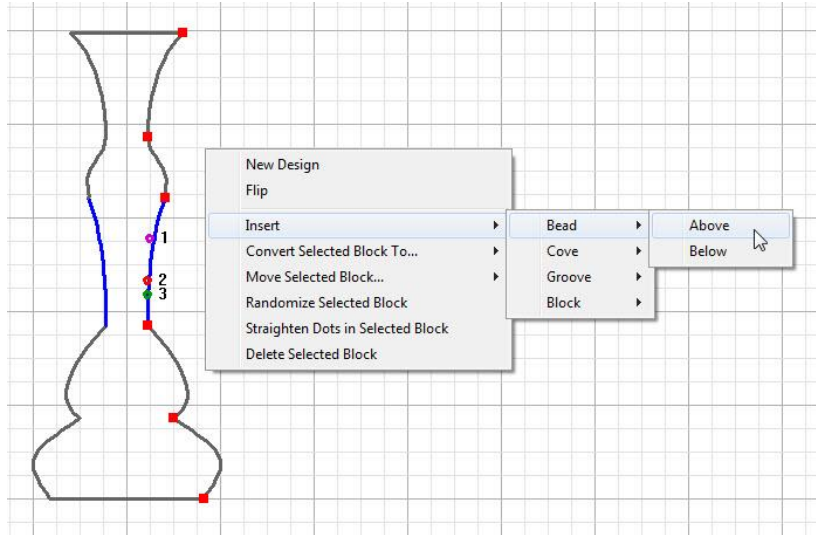 New Design
Flip
Insert
Convert Selected Block To...
Move Selected Block...
Randomize Selected Block
Straighten Dots in Selected Block
Delete Selected Block
Bead
Cove
Groove
Block
Above
Below
1
2
3